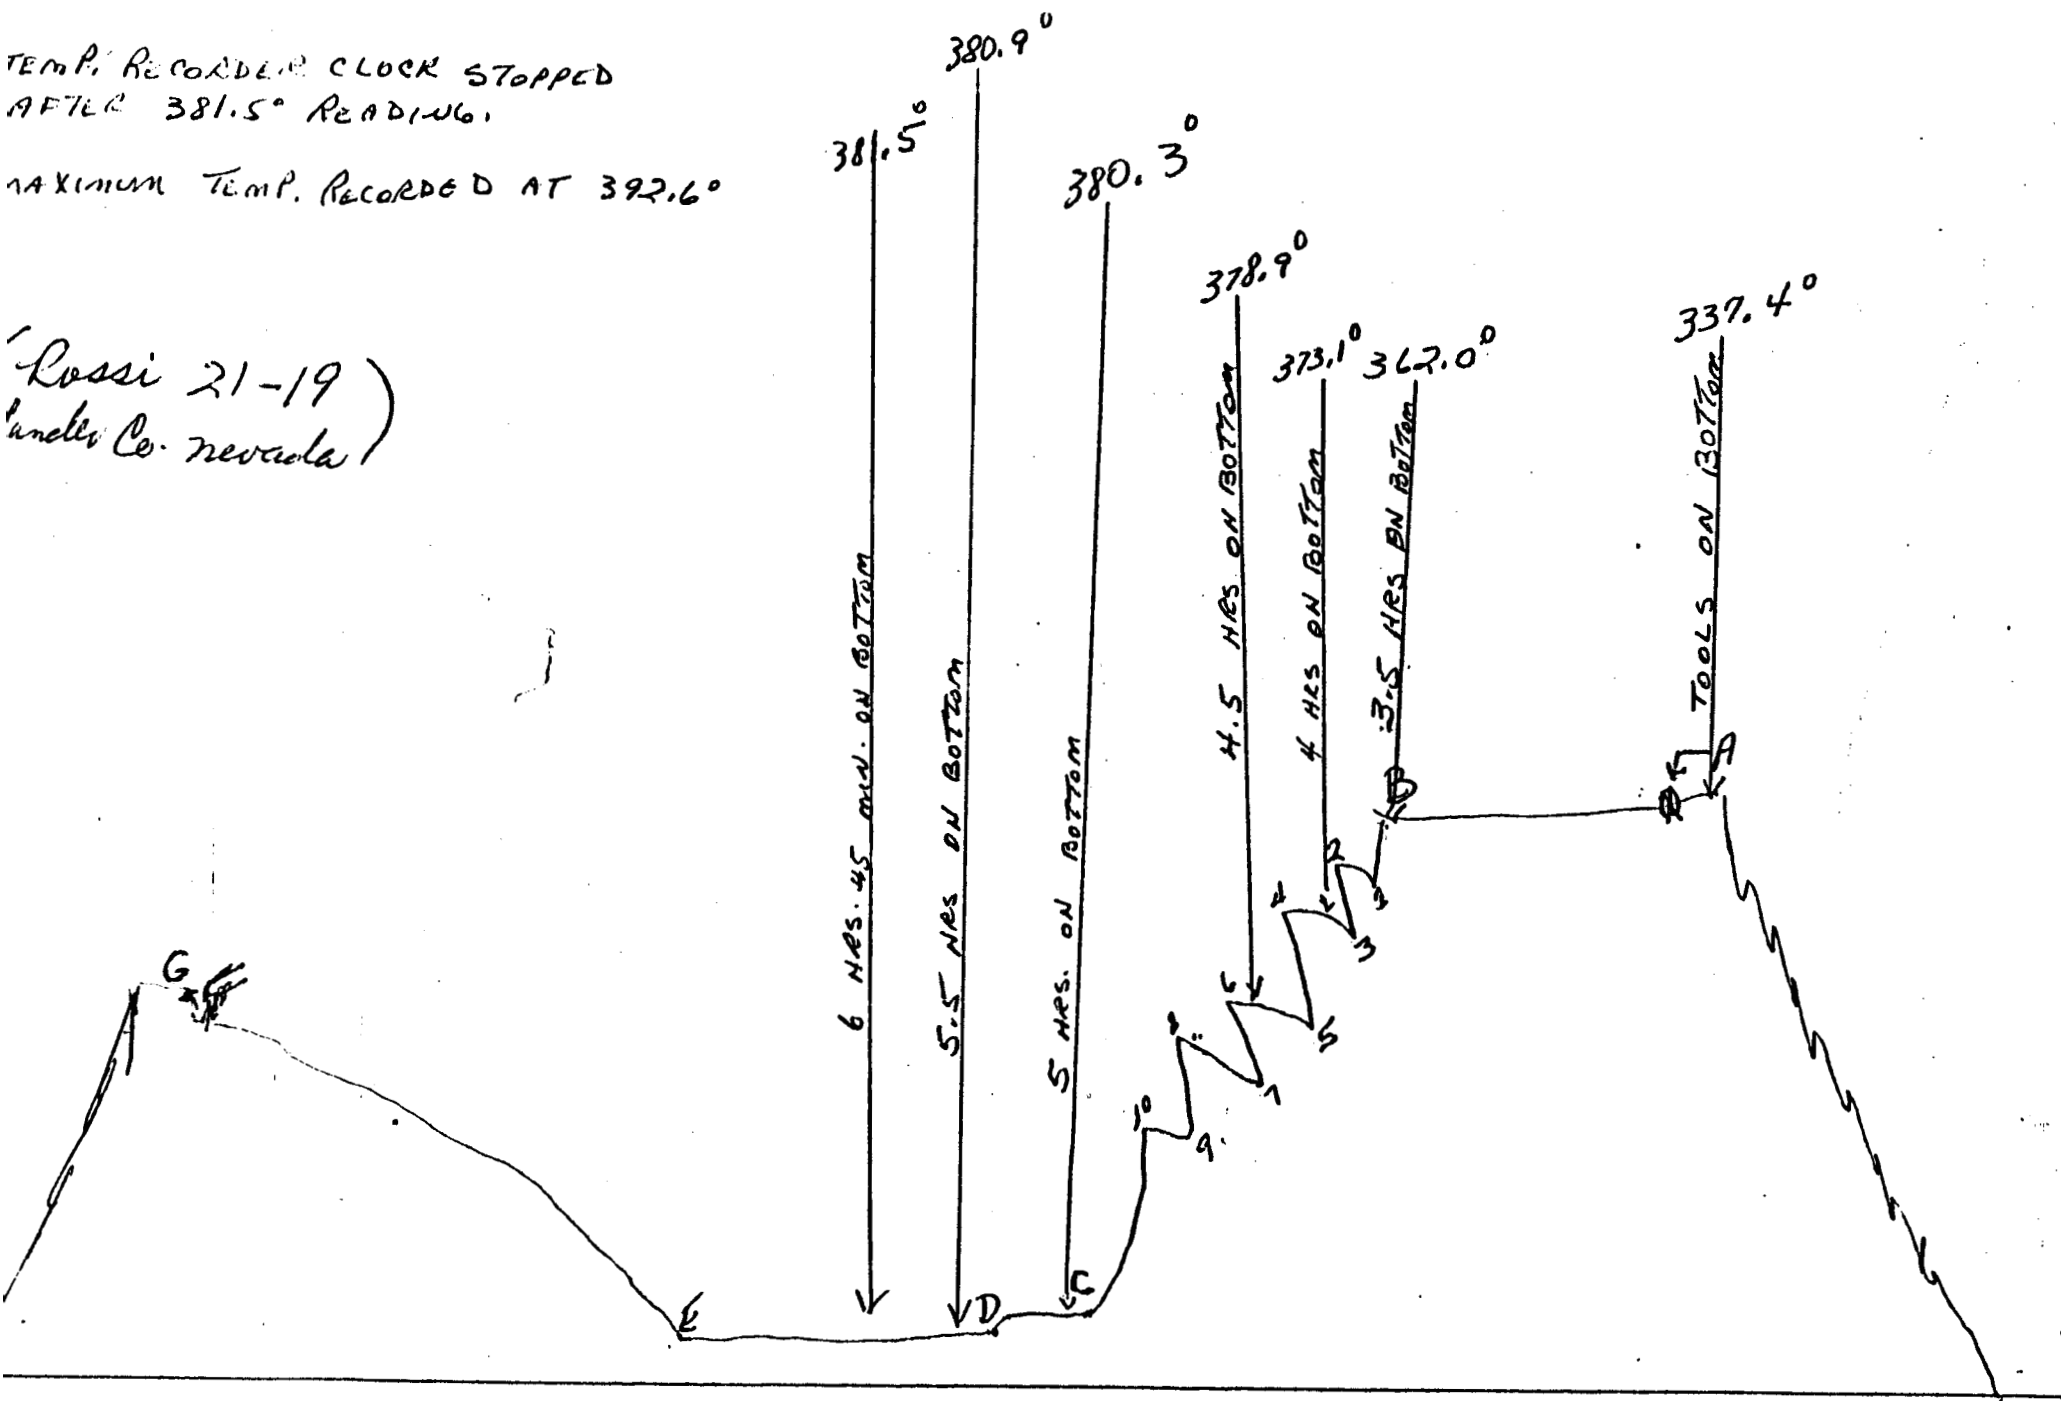 TEMP. RECORDER CLOCK STOPPED
AFTER 381.5° READING.
MAXIMUM TEMP. RECORDED AT 392.6°
(Rossi 21-19)
Lander Co. nevada
381.5°
380.9°
380.3°
378.9°
373.1°
362.0°
337.4°
6 HRS. 45 MIN. ON BOTTOM
5.5 HRS ON BOTTOM
5 HRS. ON BOTTOM
4.5 HRS ON BOTTOM
4 HRS ON BOTTOM
3.5 HRS ON BOTTOM
TOOLS ON BOTTOM
A
B
2
1
3
4
5
6
7
8
9
10
C
D
E
G